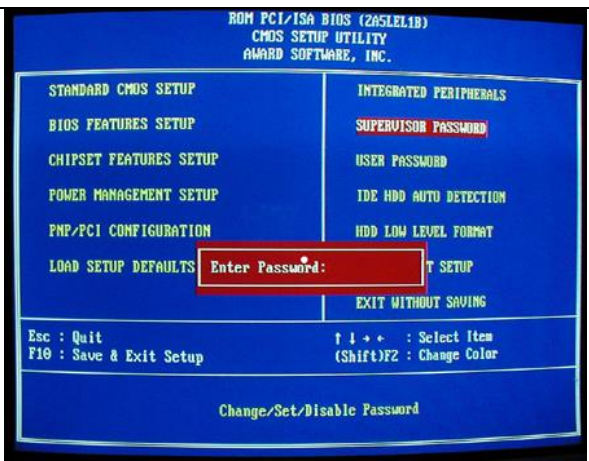 ROM PCI/ISA BIOS (2A5LEL1B)
CMOS SETUP UTILITY
AWARD SOFTWARE, INC.
STANDARD CMOS SETUP
BIOS FEATURES SETUP
CHIPSET FEATURES SETUP
POWER MANAGEMENT SETUP
PNP/PCI CONFIGURATION
LOAD SETUP DEFAULTS
INTEGRATED PERIPHERALS
SUPERVISOR PASSWORD
USER PASSWORD
IDE HDD AUTO DETECTION
HDD LOW LEVEL FORMAT
T SETUP
EXIT WITHOUT SAVING
Enter Password:
Esc : Quit
F10 : Save & Exit Setup
↑ ↓ → ← : Select Item
(Shift)F2 : Change Color
Change/Set/Disable Password